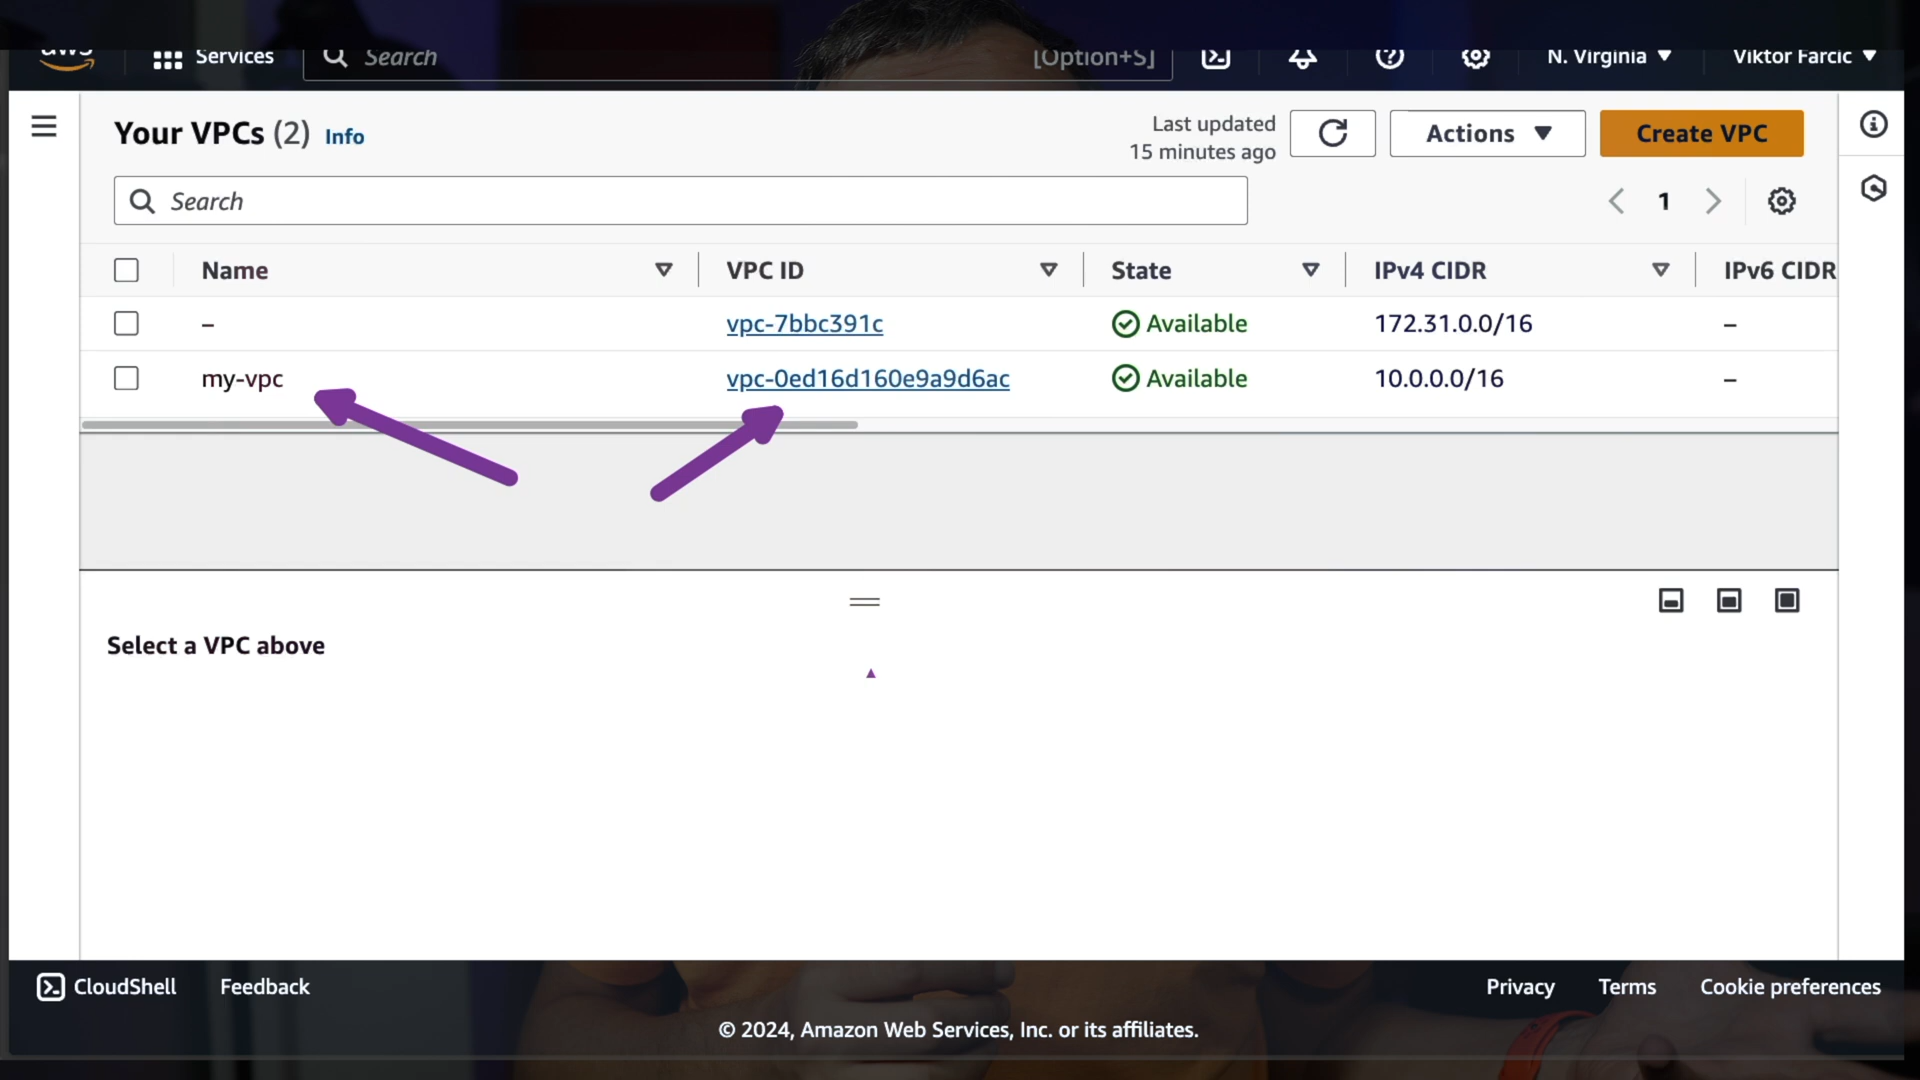 aws Services Search [Option+S] N. Virginia Viktor Farcic
Your VPCs (2) Info
Last updated
15 minutes ago
Actions
Create VPC
Search
1
Name VPC ID State IPv4 CIDR IPv6 CIDR
– vpc-7bbc391c Available 172.31.0.0/16 –
my-vpc vpc-0ed16d160e9a9d6ac Available 10.0.0.0/16 –
Select a VPC above
CloudShell Feedback Privacy Terms Cookie preferences
© 2024, Amazon Web Services, Inc. or its affiliates.